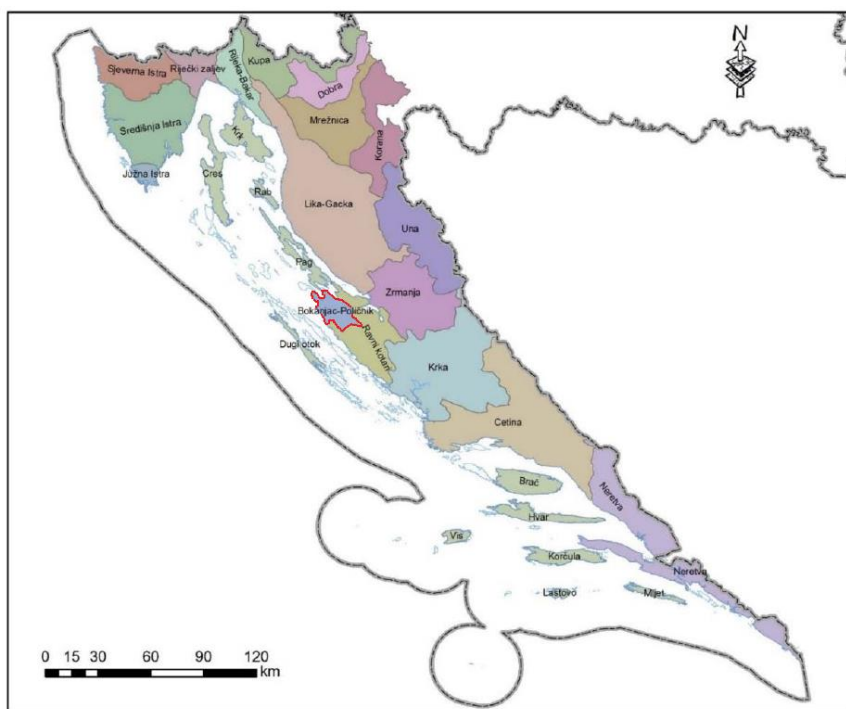 N
Sjeverna Istra
Riječki zaljev
Rijeka-Bakar
Kupa
Dobra
Središnja Istra
Krk
Mrežnica
Korana
Južna Istra
Cres
Rab
Lika-Gacka
Una
Pag
Zrmanja
Bokanjac-Poličnik
Dugi otok
Ravni kotari
Krka
Cetina
Brač
Neretva
Hvar
Vis
Korčula
Neretva
Lastovo
Mljet
0 15 30 60 90 120
km